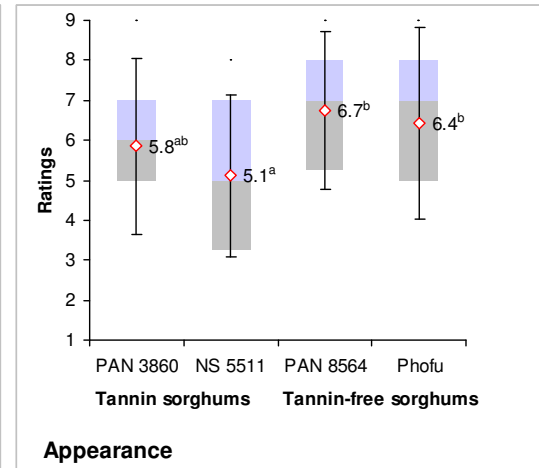 9
8
7
6
5
4
3
2
1
Ratings
5.8ab
5.1a
6.7b
6.4b
PAN 3860 NS 5511 PAN 8564 Phofu
Tannin sorghums Tannin-free sorghums
Appearance